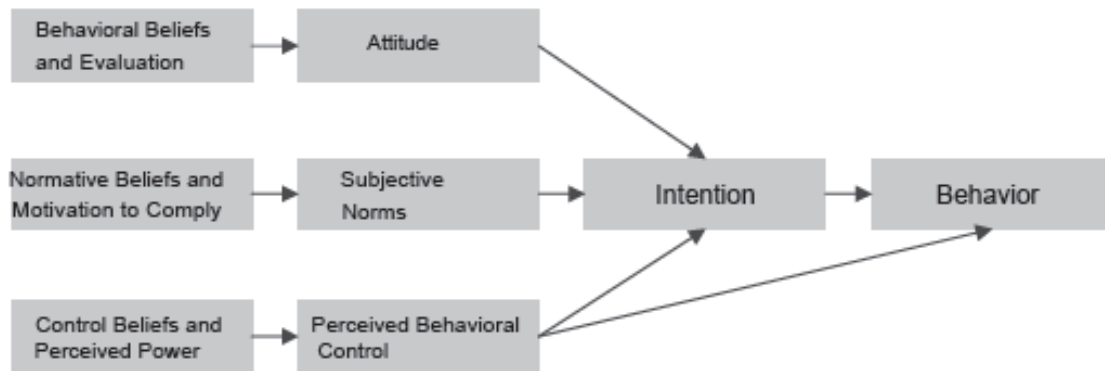 Behavioral Beliefs
and Evaluation
Attitude
Normative Beliefs and
Motivation to Comply
Subjective
Norms
Intention
Behavior
Control Beliefs and
Perceived Power
Perceived Behavioral
Control